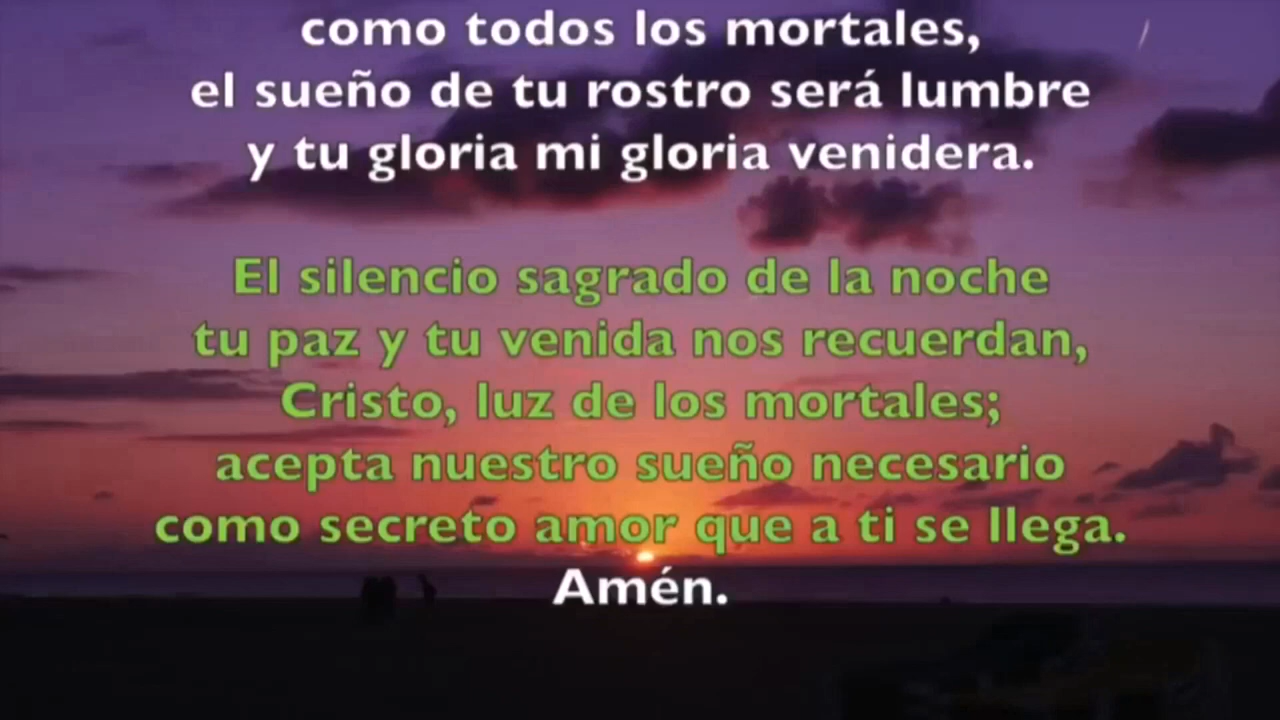 como todos los mortales,
el sueño de tu rostro será lumbre
y tu gloria mi gloria venidera.
El silencio sagrado de la noche
tu paz y tu venida nos recuerdan,
Cristo, luz de los mortales;
acepta nuestro sueño necesario
como secreto amor que a ti se llega.
Amén.